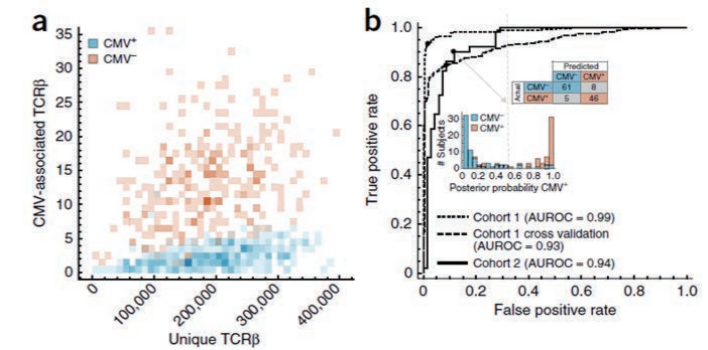 a
CMV⁺
CMV⁻
CMV-associated TCRβ
35
30
25
20
15
10
5
0
0
100,000
200,000
300,000
400,000
Unique TCRβ
b
True positive rate
1.0
0.8
0.6
0.4
0.2
0
0 0.2 0.4 0.6 0.8 1.0
False positive rate
Predicted
CMV⁻ CMV⁺
Actual
CMV⁻ 61 8
CMV⁺ 5 46
CMV⁻
CMV⁺
# Subjects
30
20
10
0
0 0.2 0.4 0.6 0.8 1.0
Posterior probability CMV⁺
Cohort 1 (AUROC = 0.99)
Cohort 1 cross validation
(AUROC = 0.93)
Cohort 2 (AUROC = 0.94)